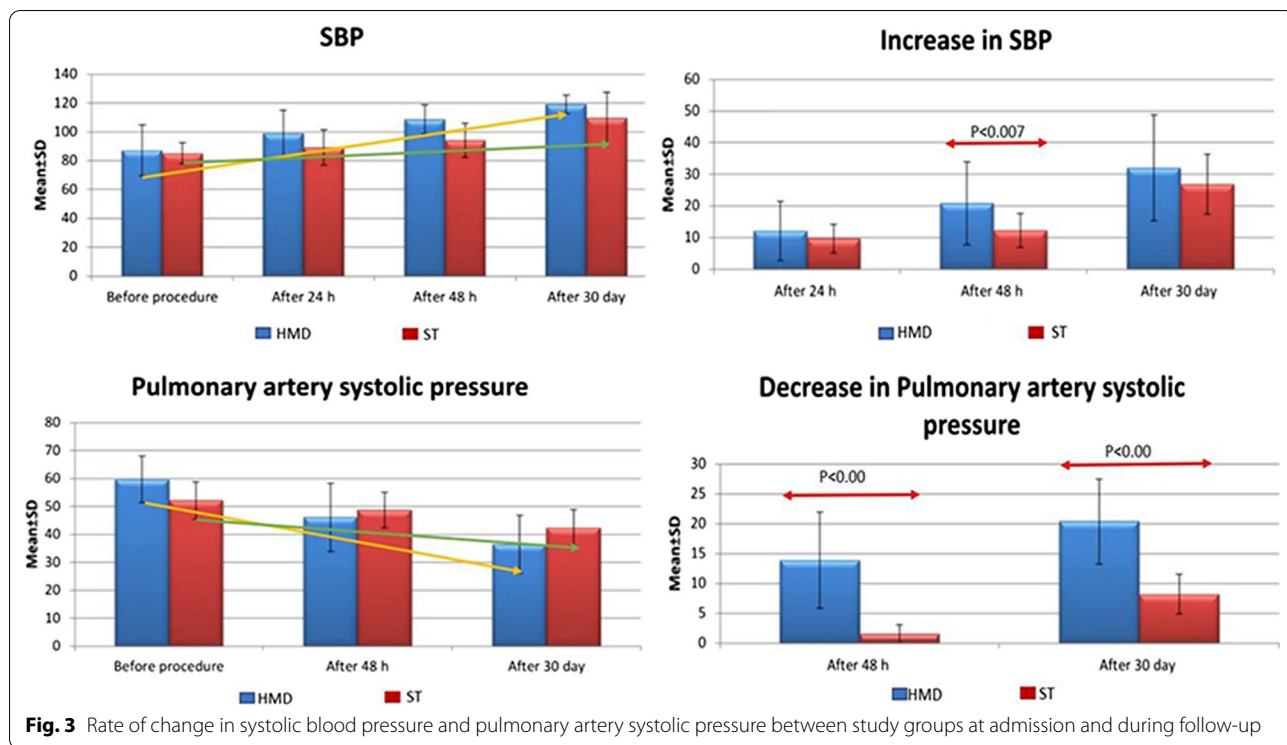 SBP
Mean±SD
140
120
100
80
60
40
20
0
Before procedure After 24 h After 48 h After 30 day
HMD ST
Increase in SBP
Mean±SD
60
50
40
30
20
10
0
P<0.007
After 24 h After 48 h After 30 day
HMD ST
Pulmonary artery systolic pressure
Mean±SD
80
70
60
50
40
30
20
10
0
Before procedure After 48 h After 30 day
HMD ST
Decrease in Pulmonary artery systolic
pressure
Mean±SD
30
25
20
15
10
5
0
P<0.00 P<0.00
After 48 h After 30 day
HMD ST
Fig. 3 Rate of change in systolic blood pressure and pulmonary artery systolic pressure between study groups at admission and during follow-up